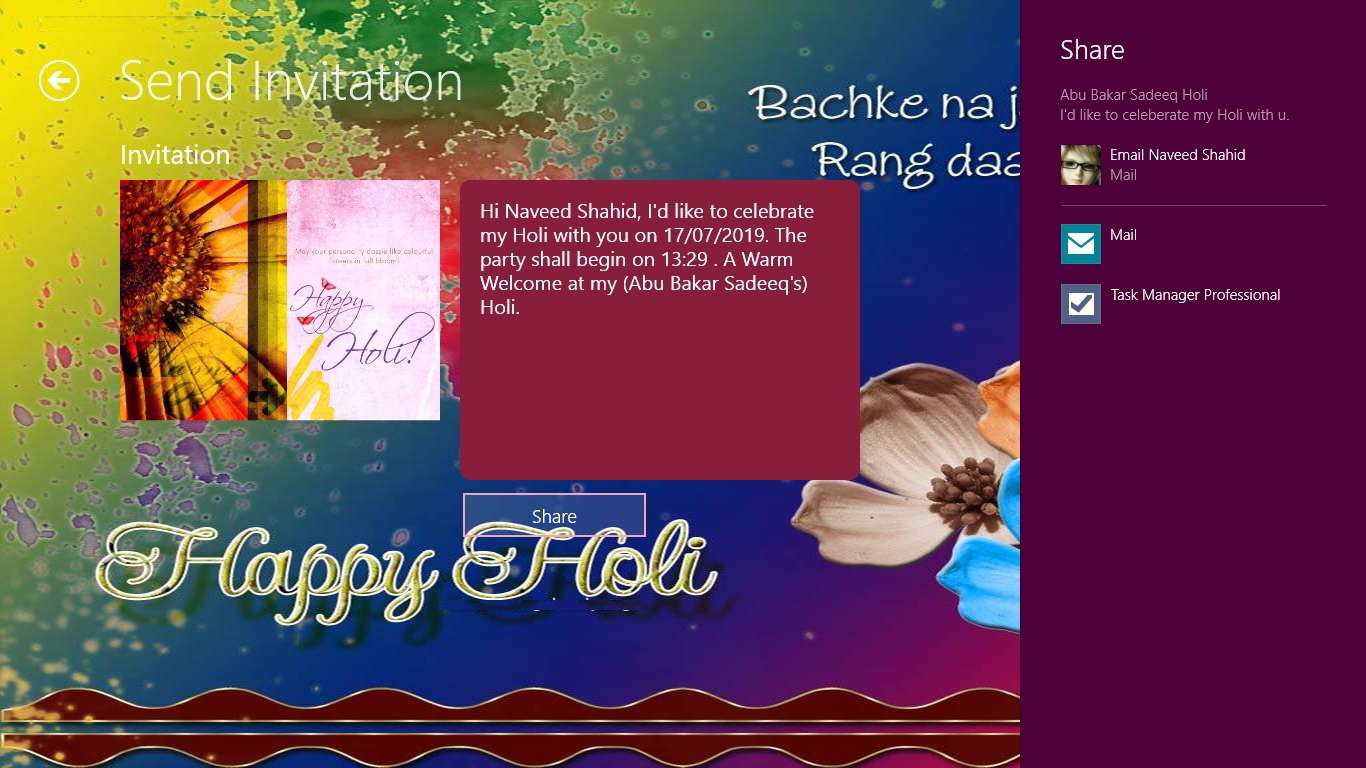 Send Invitation
Bachke na
Rang daa
Invitation
May your personality dazzle like colourful
flowers in full bloom!
Happy
Holi!
Hi Naveed Shahid, I'd like to celebrate
my Holi with you on 17/07/2019. The
party shall begin on 13:29 . A Warm
Welcome at my (Abu Bakar Sadeeq's)
Holi.
Share
Happy Holi
Share
Abu Bakar Sadeeq Holi
I'd like to celeberate my Holi with u.
Email Naveed Shahid
Mail
Mail
Task Manager Professional